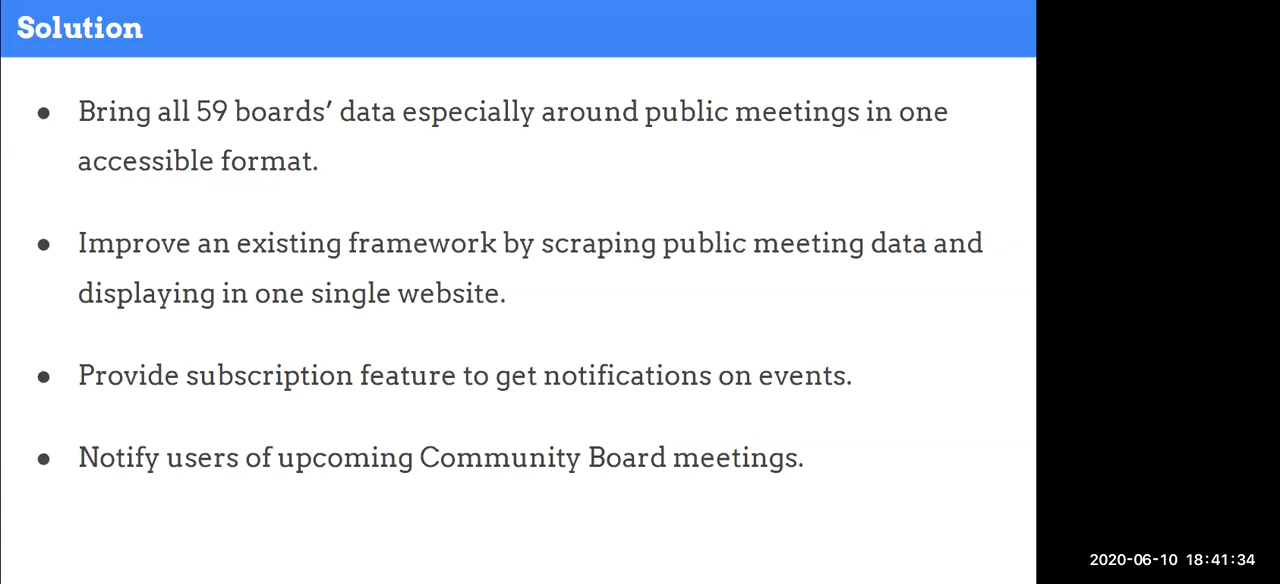 Solution
● Bring all 59 boards’ data especially around public meetings in one
accessible format.
● Improve an existing framework by scraping public meeting data and
displaying in one single website.
● Provide subscription feature to get notifications on events.
● Notify users of upcoming Community Board meetings.
2020-06-10 18:41:34